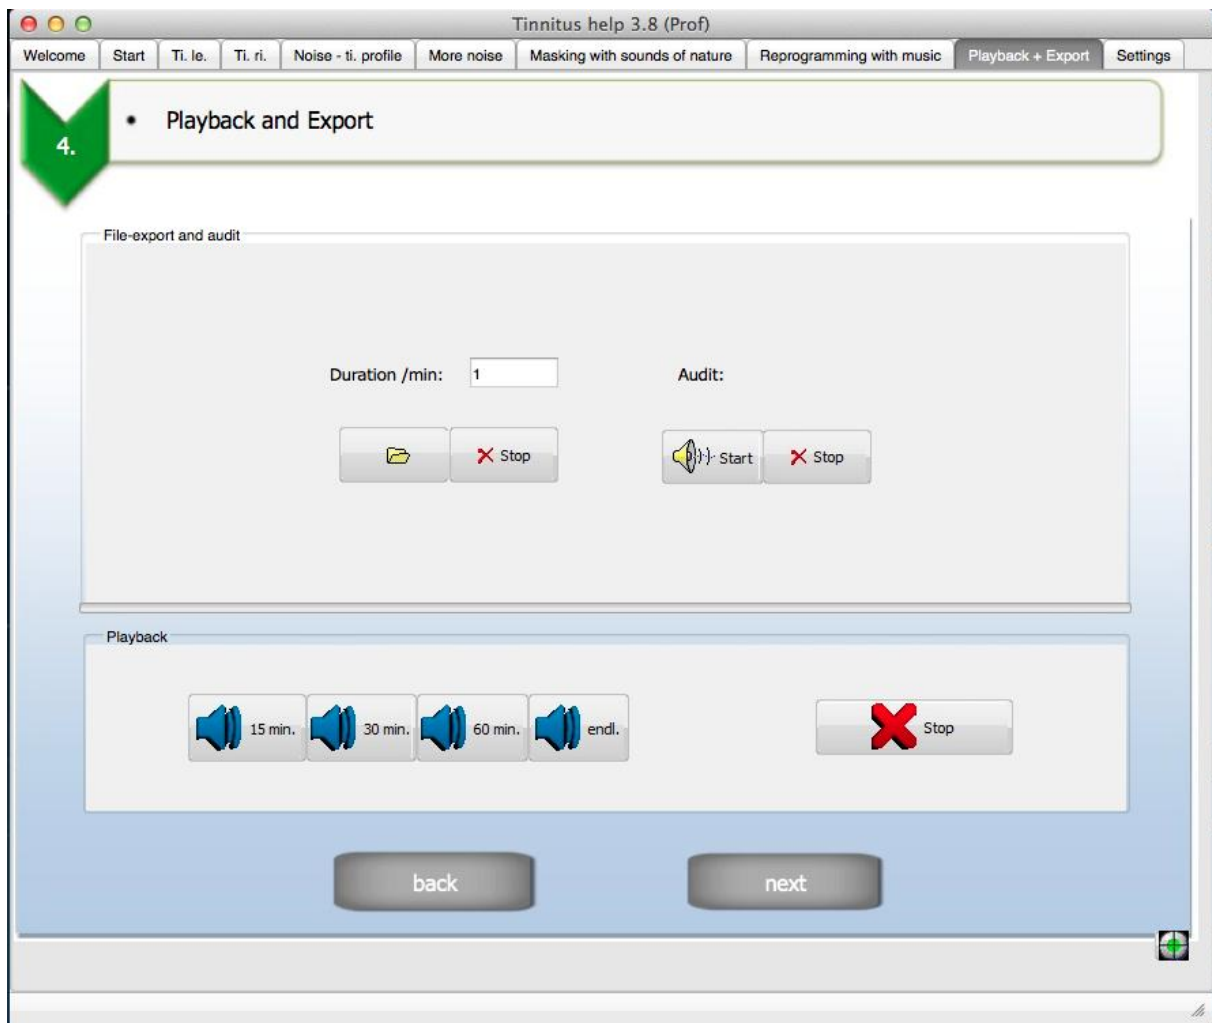 Tinnitus help 3.8 (Prof)
Welcome Start Ti. le. Ti. ri. Noise - ti. profile More noise Masking with sounds of nature Reprogramming with music Playback + Export Settings
4. • Playback and Export
File-export and audit
Duration /min: 1 Audit:
Stop Start Stop
Playback
15 min. 30 min. 60 min. endl. Stop
back next